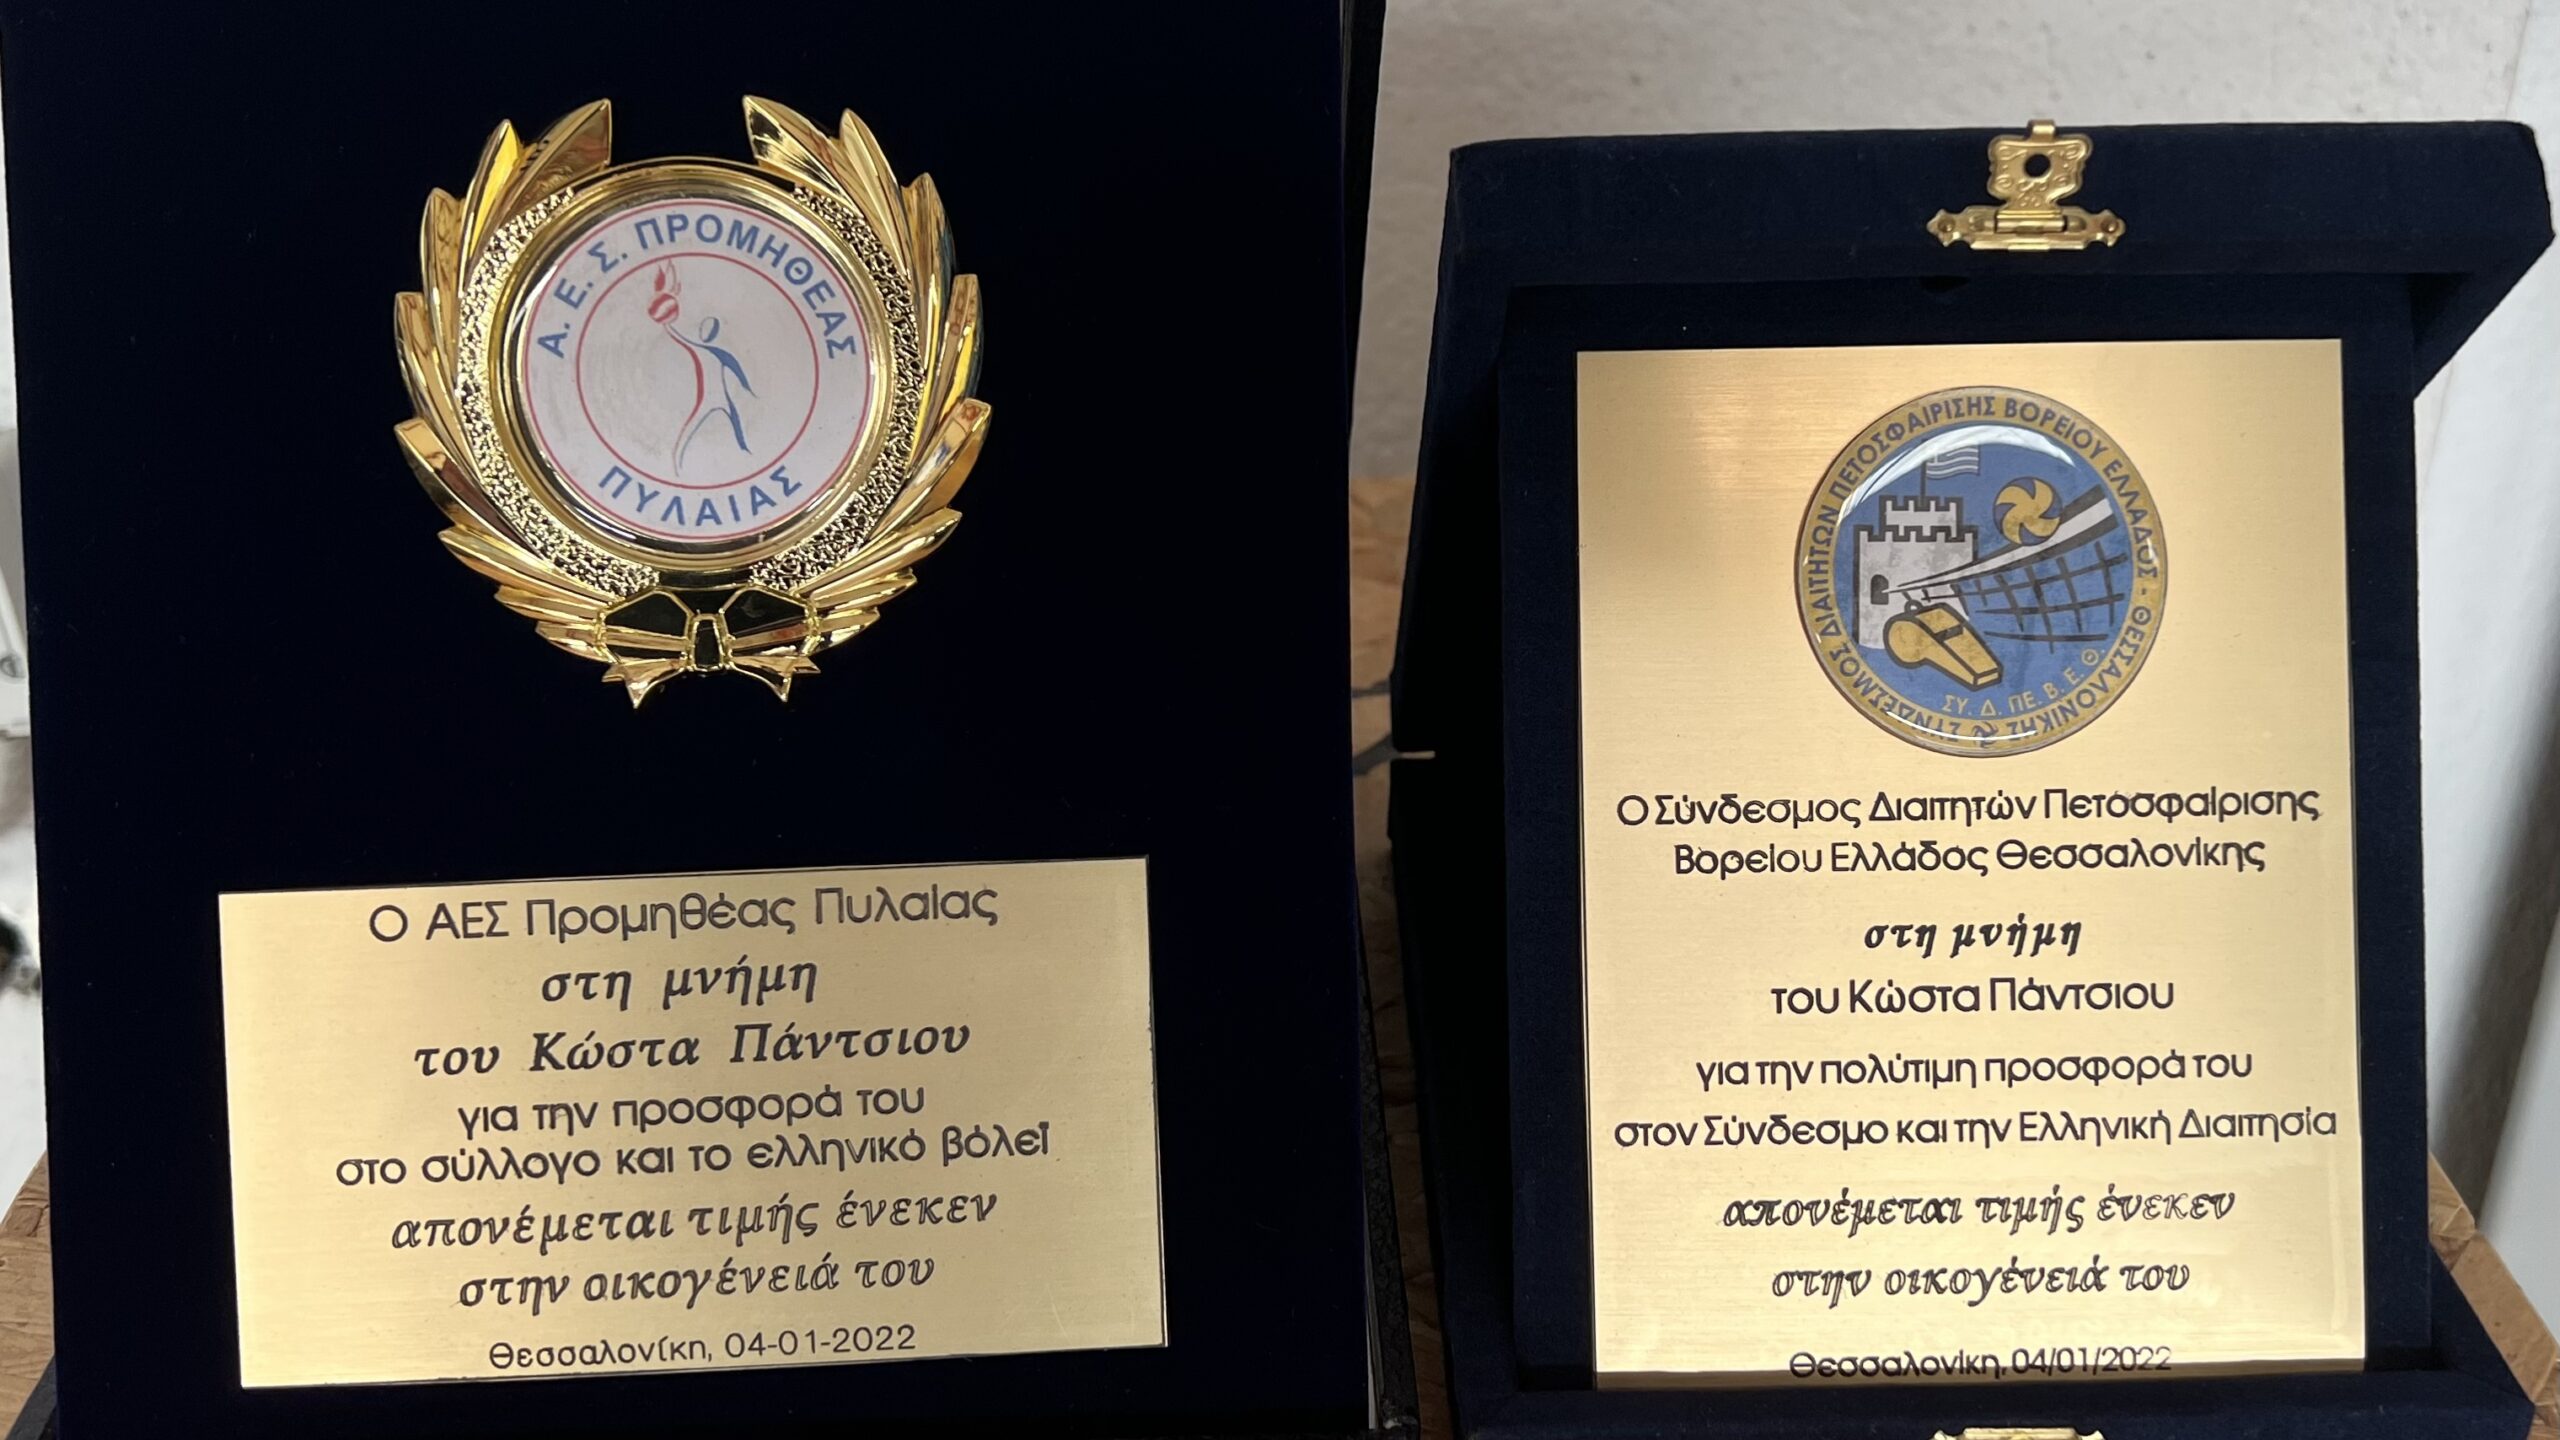 Α.Ε.Σ. ΠΡΟΜΗΘΕΑΣ
ΠΥΛΑΙΑΣ
Ο ΑΕΣ Προμηθέας Πυλαίας
στη μνήμη
του Κώστα Πάντσιου
για την προσφορά του
στο σύλλογο και το ελληνικό βόλεϊ
απονέμεται τιμής ένεκεν
στην οικογένειά του
Θεσσαλονίκη, 04-01-2022
ΣΥΝΔΕΣΜΟΣ ΔΙΑΙΤΗΤΩΝ ΠΕΤΟΣΦΑΙΡΙΣΗΣ ΒΟΡΕΙΟΥ ΕΛΛΑΔΟΣ - ΘΕΣΣΑΛΟΝΙΚΗΣ
ΣΥ. Δ. ΠΕ. Β. Ε. Θ.
Ο Σύνδεσμος Διαιτητών Πετοσφαίρισης
Βορείου Ελλάδος Θεσσαλονίκης
στη μνήμη
του Κώστα Πάντσιου
για την πολύτιμη προσφορά του
στον Σύνδεσμο και την Ελληνική Διαιτησία
απονέμεται τιμής ένεκεν
στην οικογένειά του
Θεσσαλονίκη, 04/01/2022